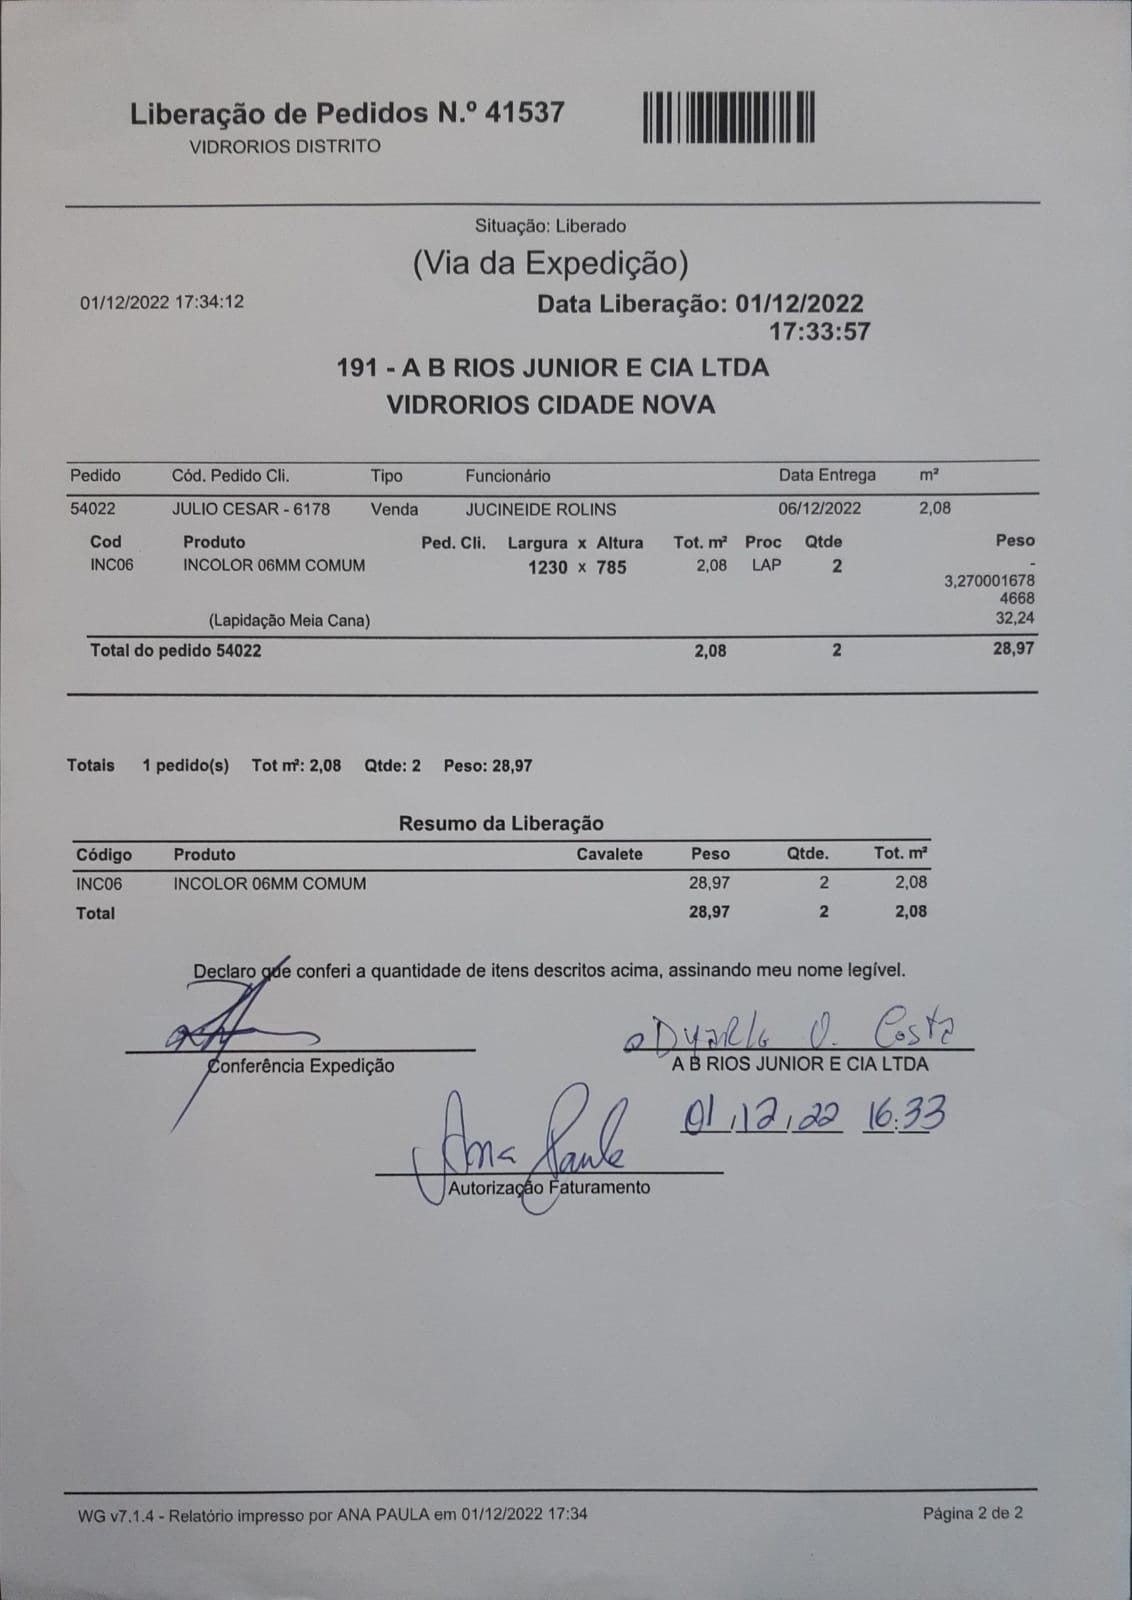 Liberação de Pedidos N.º 41537
VIDRORIOS DISTRITO
Situação: Liberado
(Via da Expedição)
01/12/2022 17:34:12 Data Liberação: 01/12/2022
17:33:57
191 - A B RIOS JUNIOR E CIA LTDA
VIDRORIOS CIDADE NOVA
Pedido Cód. Pedido Cli. Tipo Funcionário Data Entrega m²
54022 JULIO CESAR - 6178 Venda JUCINEIDE ROLINS 06/12/2022 2,08
Cod Produto Ped. Cli. Largura x Altura Tot. m² Proc Qtde Peso
INC06 INCOLOR 06MM COMUM 1230 x 785 2,08 LAP 2 -
3,270001678
4668
(Lapidação Meia Cana) 32,24
Total do pedido 54022 2,08 2 28,97
Totais 1 pedido(s) Tot m²: 2,08 Qtde: 2 Peso: 28,97
Resumo da Liberação
Código Produto Cavalete Peso Qtde. Tot. m²
INC06 INCOLOR 06MM COMUM 28,97 2 2,08
Total 28,97 2 2,08
Declaro que conferi a quantidade de itens descritos acima, assinando meu nome legível.
Costa
Conferência Expedição A B RIOS JUNIOR E CIA LTDA
01,12,22 16:33
Ana Paula
Autorização Faturamento
WG v7.1.4 - Relatório impresso por ANA PAULA em 01/12/2022 17:34 Página 2 de 2